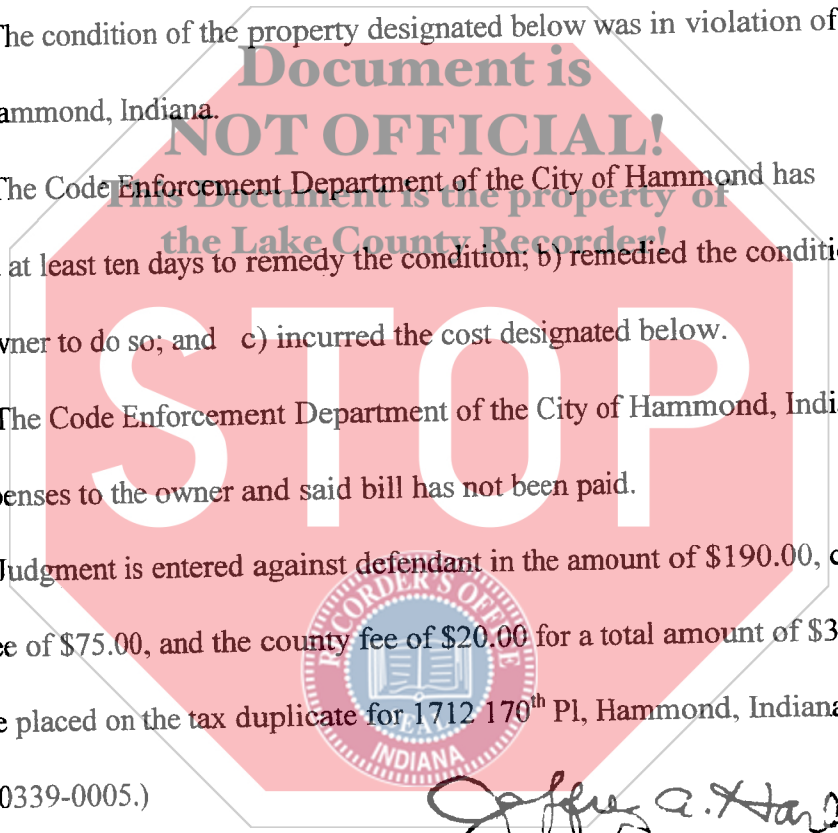 The condition of the property designated below was in violation of
Document is
ammond, Indiana.
NOT OFFICIAL!
The Code Enforcement Department of the City of Hammond has
This Document is the property of
the Lake County Recorder!
at least ten days to remedy the condition; b) remedied the conditi
wner to do so; and c) incurred the cost designated below.
STOP
The Code Enforcement Department of the City of Hammond, Indi
penses to the owner and said bill has not been paid.
Judgment is entered against defendant in the amount of $190.00, c
ee of $75.00, and the county fee of $20.00 for a total amount of $3
RECORDER'S OFFICE
e placed on the tax duplicate for 1712 170th Pl, Hammond, Indiana
SEAL
INDIANA
0339-0005.)
Jeffrey A. Har